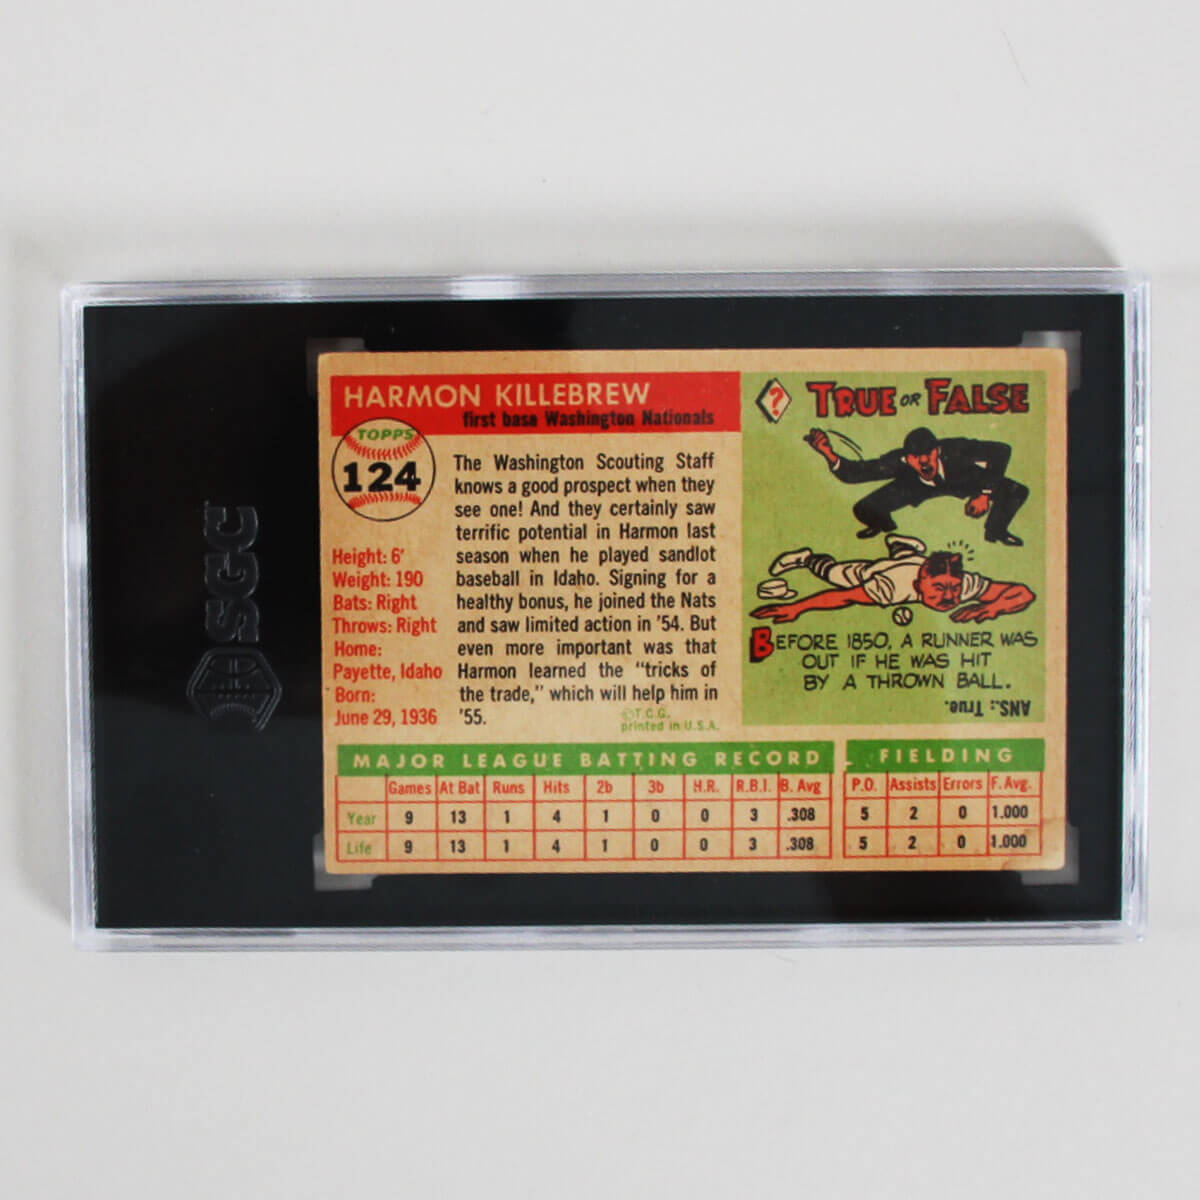 SGC
HARMON KILLEBREW
first base Washington Nationals
TOPPS
124
Height: 6'
Weight: 190
Bats: Right
Throws: Right
Home:
Payette, Idaho
Born:
June 29, 1936
The Washington Scouting Staff
knows a good prospect when they
see one! And they certainly saw
terrific potential in Harmon last
season when he played sandlot
baseball in Idaho. Signing for a
healthy bonus, he joined the Nats
and saw limited action in '54. But
even more important was that
Harmon learned the "tricks of
the trade," which will help him in
'55.
©T.C.G.
printed in U.S.A.
?
TRUE OR FALSE
BEFORE 1850, A RUNNER WAS
OUT IF HE WAS HIT
BY A THROWN BALL.
ANS.: True.
MAJOR LEAGUE BATTING RECORD
Games At Bat Runs Hits 2b 3b H.R. R.B.I. B. Avg
Year 9 13 1 4 1 0 0 3 .308
Life 9 13 1 4 1 0 0 3 .308
FIELDING
P.O. Assists Errors F. Avg.
5 2 0 1.000
5 2 0 1.000